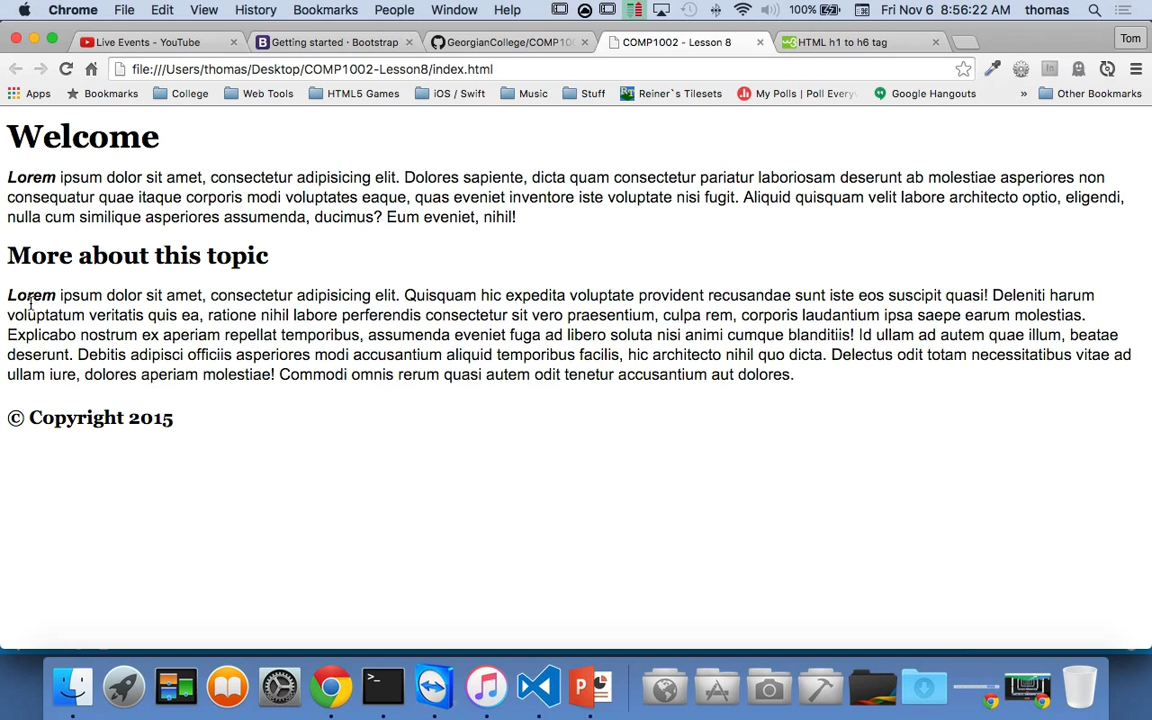 Chrome File Edit View History Bookmarks People Window Help 100% Fri Nov 6 8:56:22 AM thomas
Live Events - YouTube Getting started · Bootstrap GeorgianCollege/COMP10 COMP1002 - Lesson 8 HTML h1 to h6 tag Tom
file:///Users/thomas/Desktop/COMP1002-Lesson8/index.html
Apps Bookmarks College Web Tools HTML5 Games iOS / Swift Music Stuff Reiner`s Tilesets My Polls | Poll Every Google Hangouts » Other Bookmarks
Welcome
Lorem ipsum dolor sit amet, consectetur adipisicing elit. Dolores sapiente, dicta quam consectetur pariatur laboriosam deserunt ab molestiae asperiores non
consequatur quae itaque corporis modi voluptates eaque, quas eveniet inventore iste voluptate nisi fugit. Aliquid quisquam velit labore architecto optio, eligendi,
nulla cum similique asperiores assumenda, ducimus? Eum eveniet, nihil!
More about this topic
Lorem ipsum dolor sit amet, consectetur adipisicing elit. Quisquam hic expedita voluptate provident recusandae sunt iste eos suscipit quasi! Deleniti harum
voluptatum veritatis quis ea, ratione nihil labore perferendis consectetur sit vero praesentium, culpa rem, corporis laudantium ipsa saepe earum molestias.
Explicabo nostrum ex aperiam repellat temporibus, assumenda eveniet fuga ad libero soluta nisi animi cumque blanditiis! Id ullam ad autem quae illum, beatae
deserunt. Debitis adipisci officiis asperiores modi accusantium aliquid temporibus facilis, hic architecto nihil quo dicta. Delectus odit totam necessitatibus vitae ad
ullam iure, dolores aperiam molestiae! Commodi omnis rerum quasi autem odit tenetur accusantium aut dolores.
© Copyright 2015